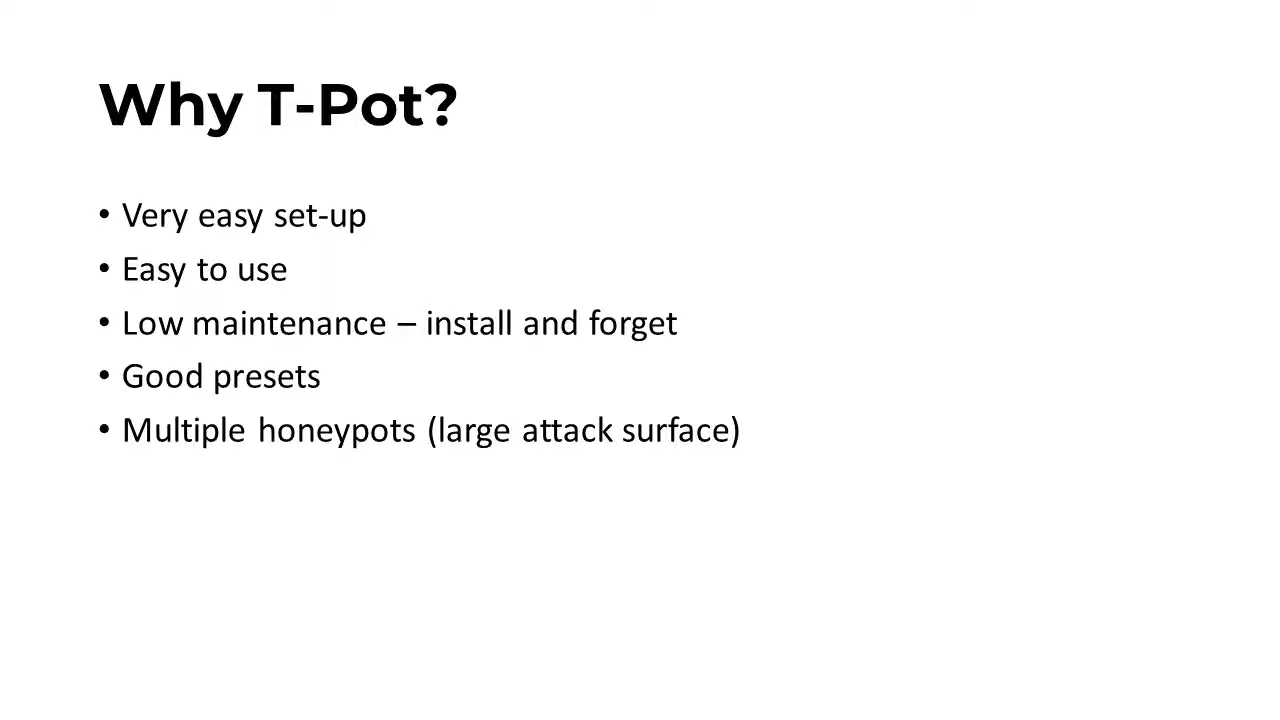 Why T-Pot?
• Very easy set-up
• Easy to use
• Low maintenance – install and forget
• Good presets
• Multiple honeypots (large attack surface)